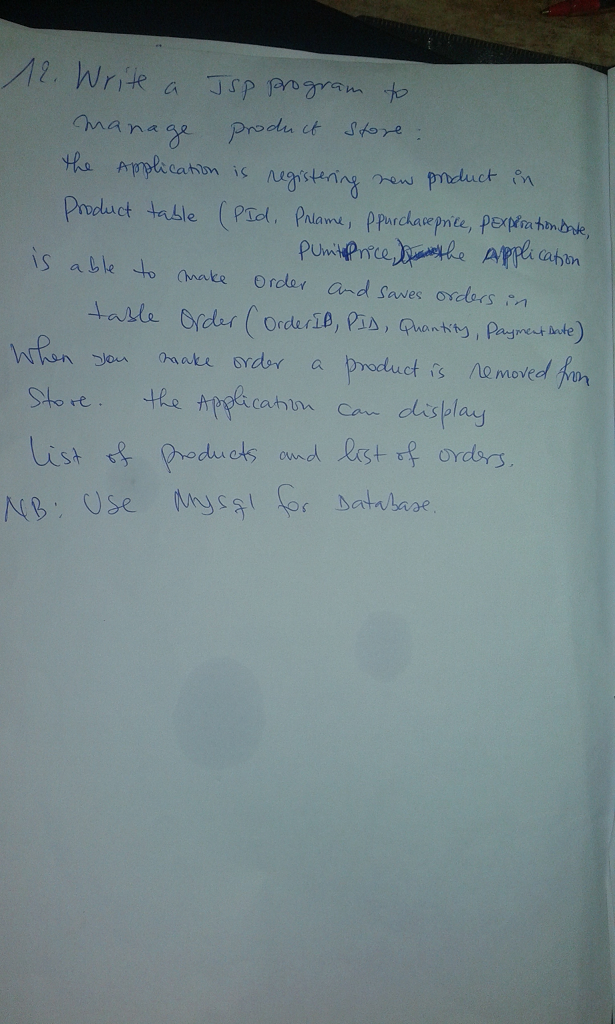 12. Write a Jsp program to
manage product store:
the Application is registering new product in
Product table (PId, Pname, Ppurchaseprice, PExpirationDate,
PUnitPrice) the Application
is able to make order and saves orders in
table Order (OrderID, PID, Quantity, PaymentDate)
When you make order a product is removed from
Store. the Application can display
list of products and list of orders.
NB: Use Mysql for Database.